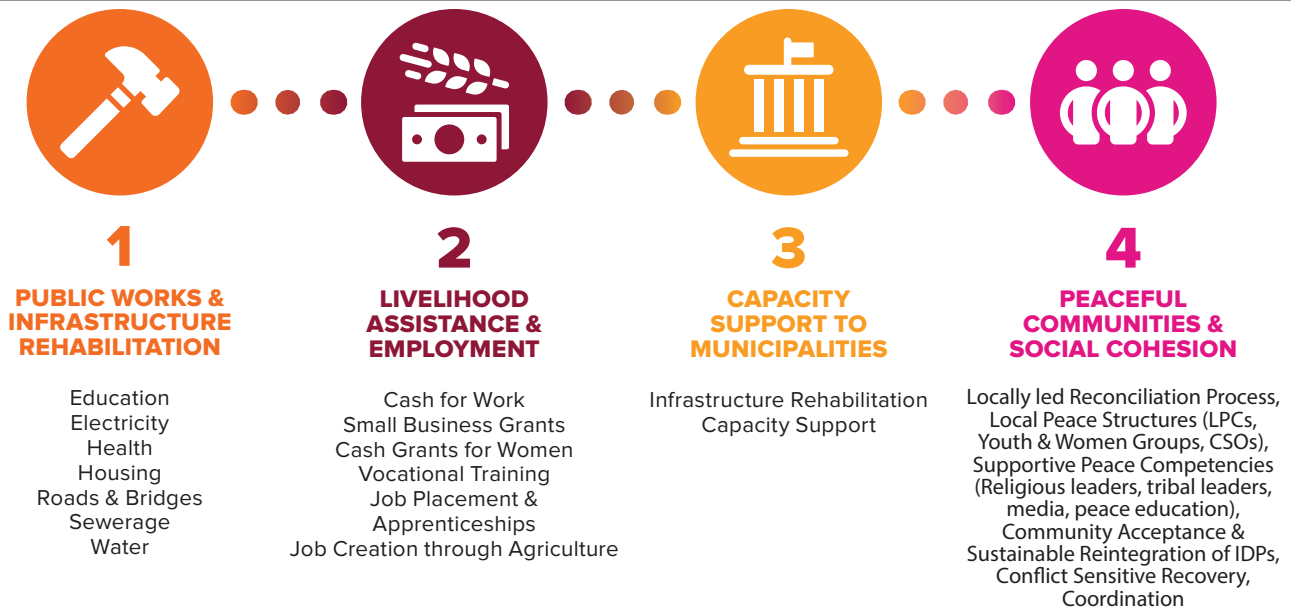 1
PUBLIC WORKS &
INFRASTRUCTURE
REHABILITATION
Education
Electricity
Health
Housing
Roads & Bridges
Sewerage
Water
2
LIVELIHOOD
ASSISTANCE &
EMPLOYMENT
Cash for Work
Small Business Grants
Cash Grants for Women
Vocational Training
Job Placement &
Apprenticeships
Job Creation through Agriculture
3
CAPACITY
SUPPORT TO
MUNICIPALITIES
Infrastructure Rehabilitation
Capacity Support
4
PEACEFUL
COMMUNITIES &
SOCIAL COHESION
Locally led Reconciliation Process,
Local Peace Structures (LPCs,
Youth & Women Groups, CSOs),
Supportive Peace Competencies
(Religious leaders, tribal leaders,
media, peace education),
Community Acceptance &
Sustainable Reintegration of IDPs,
Conflict Sensitive Recovery,
Coordination